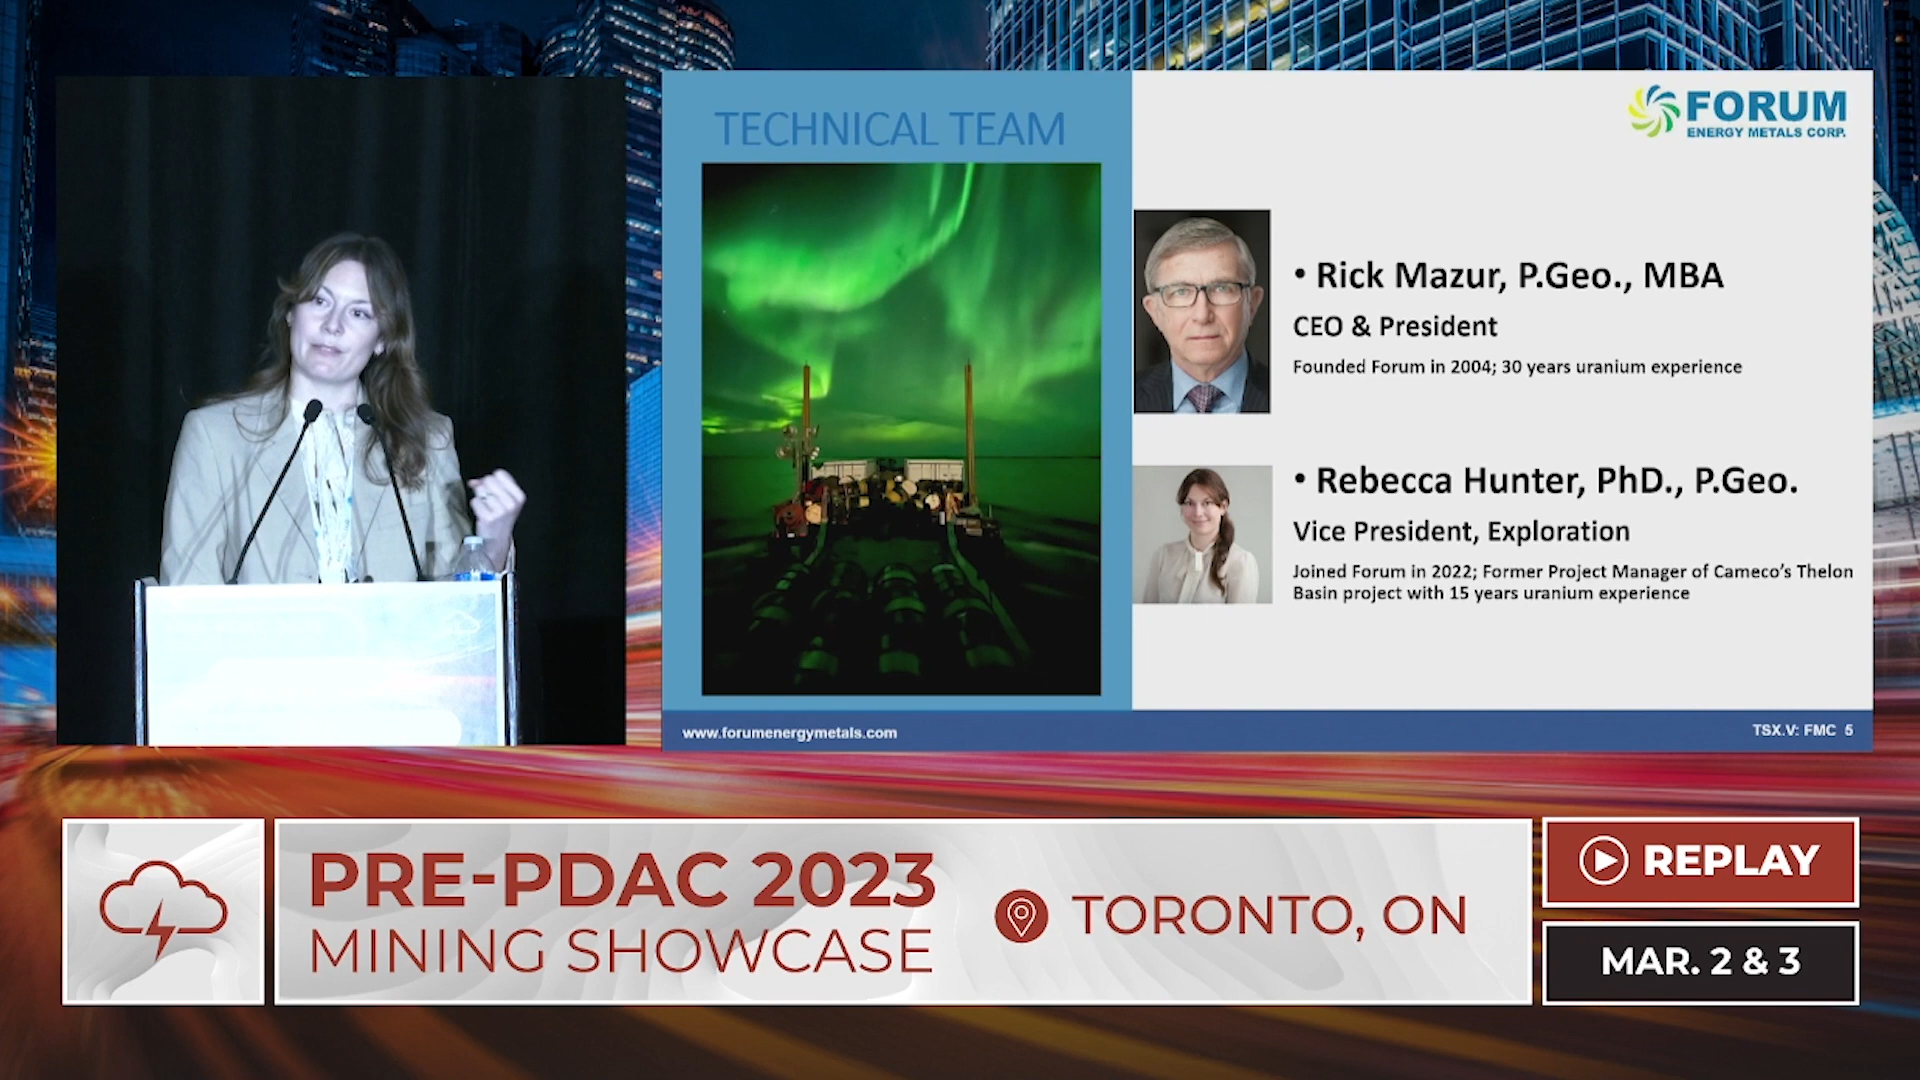 TECHNICAL TEAM
FORUM
ENERGY METALS CORP.
• Rick Mazur, P.Geo., MBA
CEO & President
Founded Forum in 2004; 30 years uranium experience
• Rebecca Hunter, PhD., P.Geo.
Vice President, Exploration
Joined Forum in 2022; Former Project Manager of Cameco’s Thelon
Basin project with 15 years uranium experience
www.forumenergymetals.com
TSX.V: FMC 5
PRE-PDAC 2023
MINING SHOWCASE
TORONTO, ON
REPLAY
MAR. 2 & 3